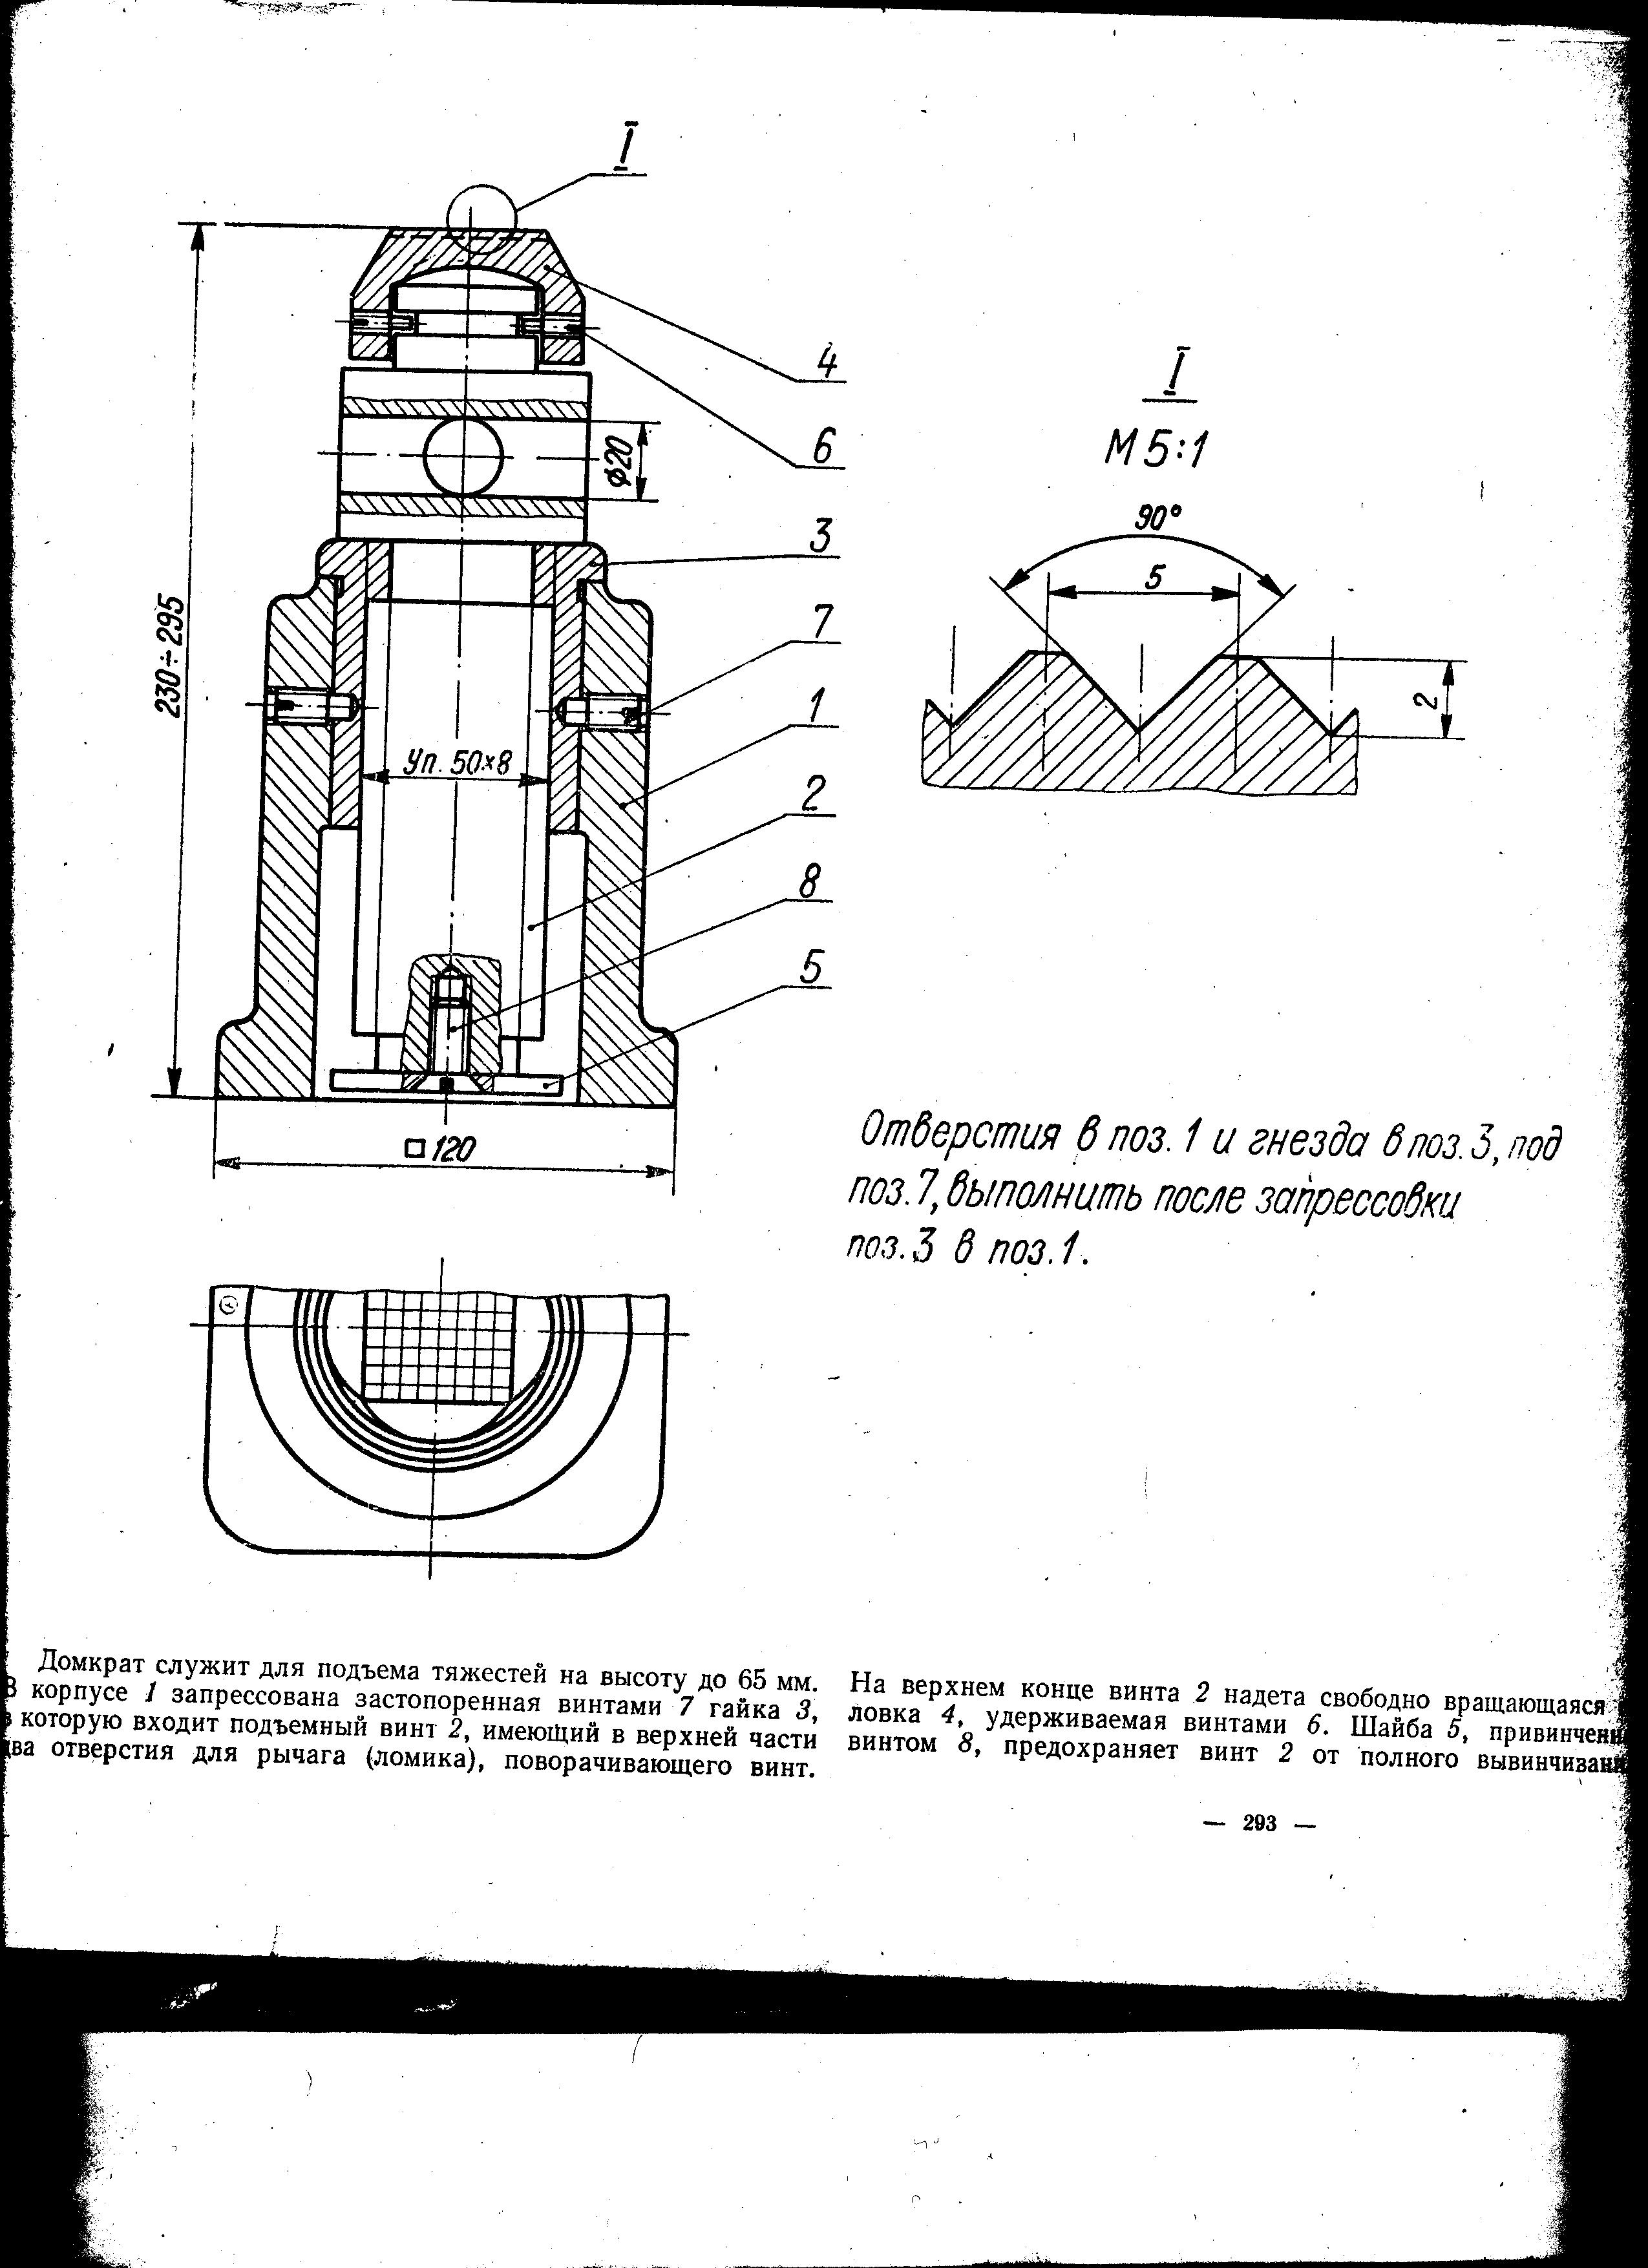 I
4
6
Ø20
3
230÷295
7
1
Уп. 50×8
2
8
5
□ 120
I
М 5:1
90°
5
2
Отверстия в поз. 1 и гнезда в поз. 3, под
поз. 7, выполнить после запрессовки
поз. 3 в поз. 1.
Домкрат служит для подъема тяжестей на высоту до 65 мм.
В корпусе 1 запрессована застопоренная винтами 7 гайка 3,
в которую входит подъемный винт 2, имеющий в верхней части
два отверстия для рычага (ломика), поворачивающего винт.
На верхнем конце винта 2 надета свободно вращающаяся
ловка 4, удерживаемая винтами 6. Шайба 5, привинчен
винтом 8, предохраняет винт 2 от полного вывинчиван
— 293 —